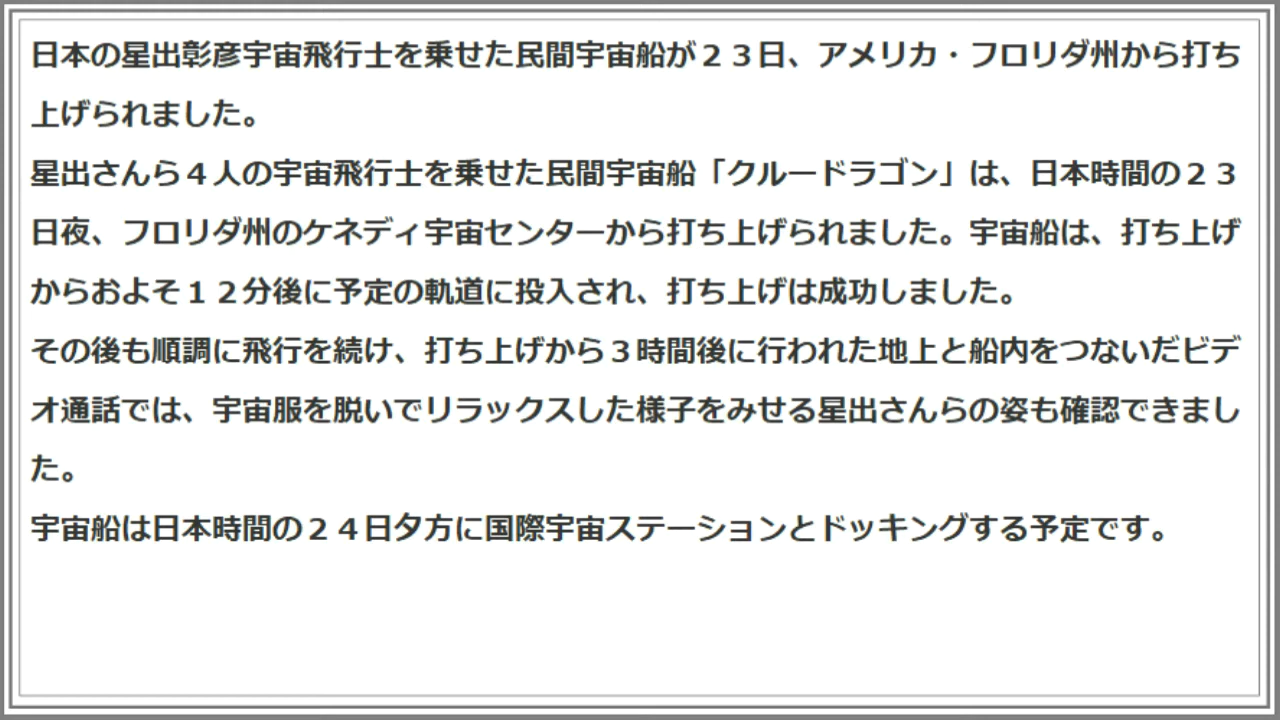 日本の星出彰彦宇宙飛行士を乗せた民間宇宙船が２３日、アメリカ・フロリダ州から打ち
上げられました。
星出さんら４人の宇宙飛行士を乗せた民間宇宙船「クルードラゴン」は、日本時間の２３
日夜、フロリダ州のケネディ宇宙センターから打ち上げられました。宇宙船は、打ち上げ
からおよそ１２分後に予定の軌道に投入され、打ち上げは成功しました。
その後も順調に飛行を続け、打ち上げから３時間後に行われた地上と船内をつないだビデ
オ通話では、宇宙服を脱いでリラックスした様子をみせる星出さんらの姿も確認できまし
た。
宇宙船は日本時間の２４日夕方に国際宇宙ステーションとドッキングする予定です。